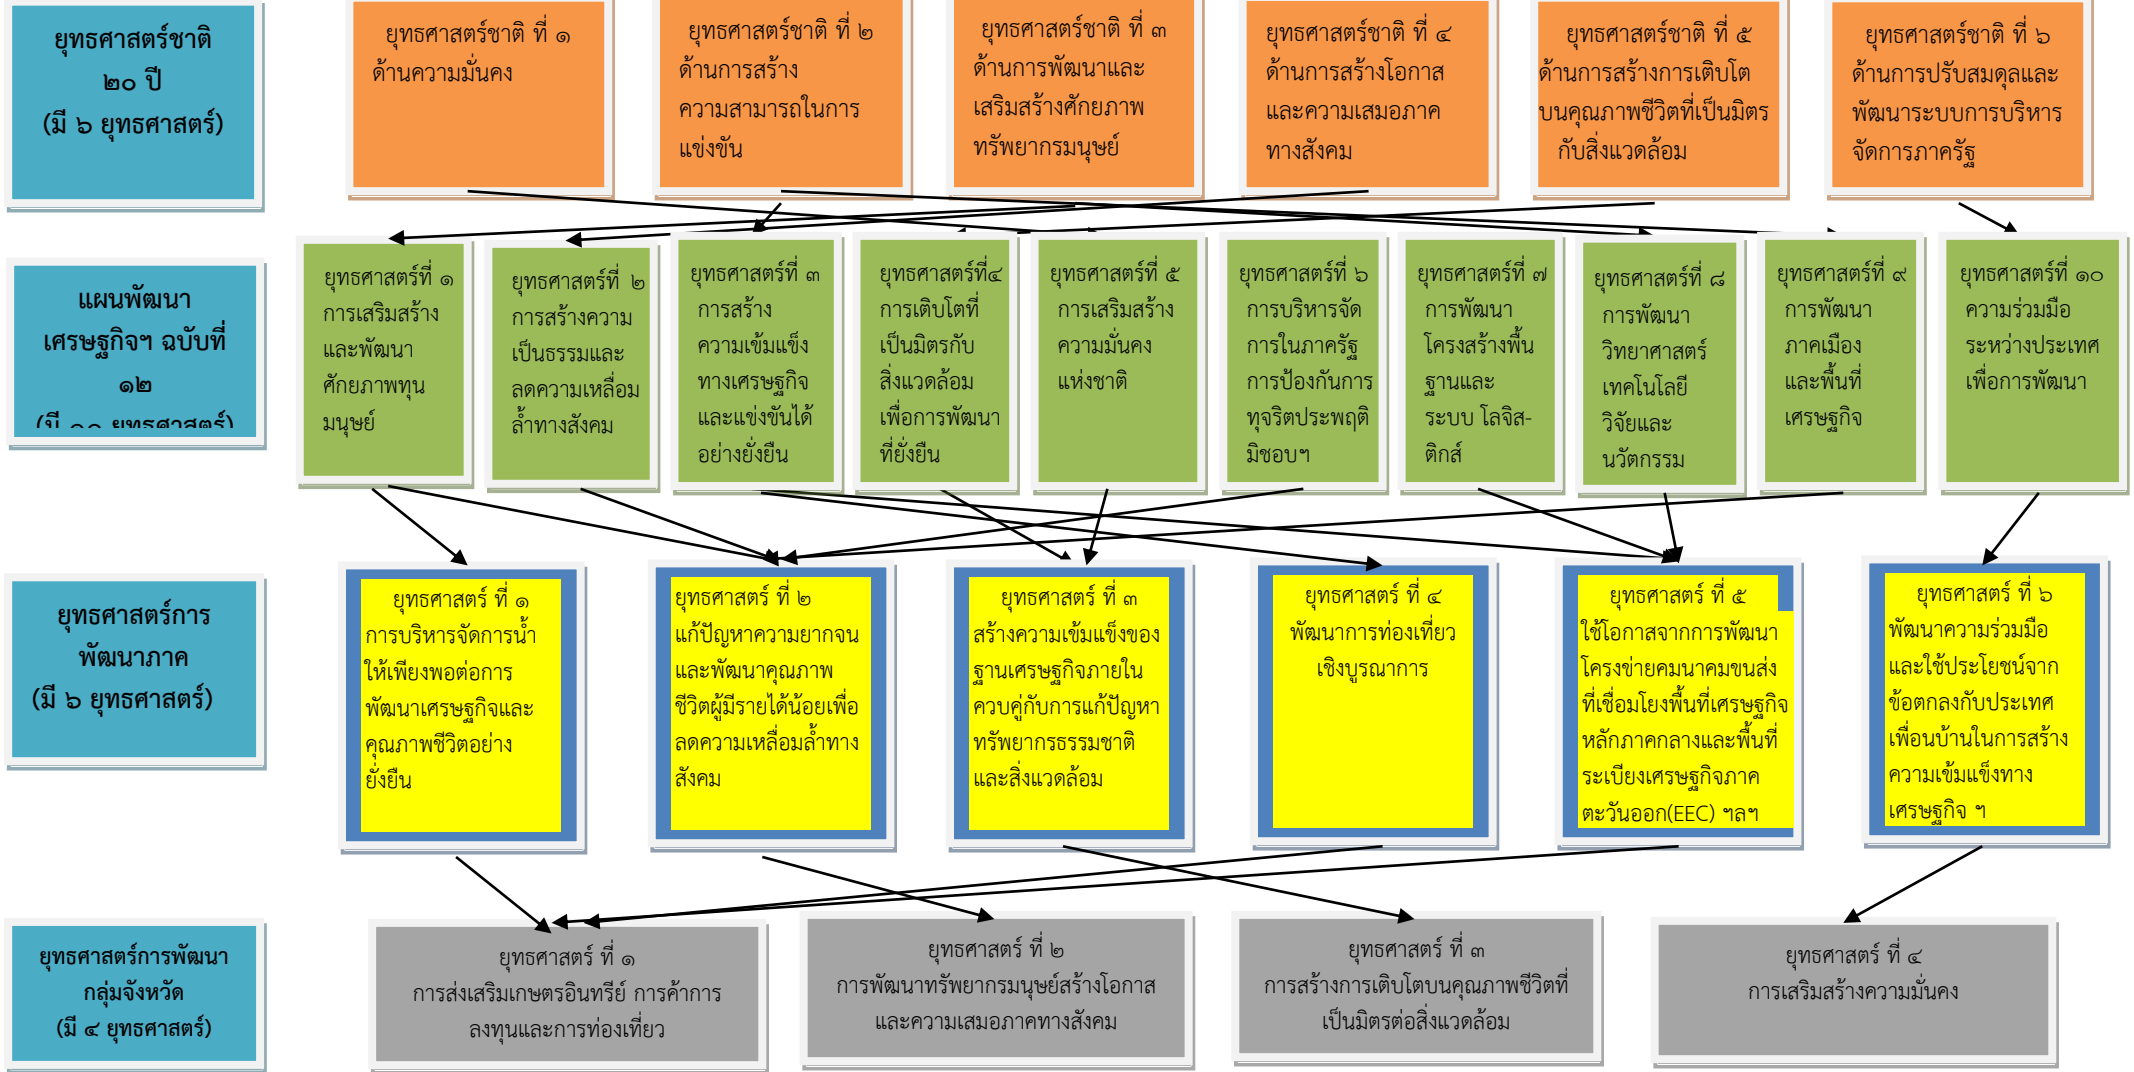 ยุทธศาสตร์ชาติ
๒๐ ปี
(มี ๖ ยุทธศาสตร์)
ยุทธศาสตร์ชาติ ที่ ๑
ด้านความมั่นคง
ยุทธศาสตร์ชาติ ที่ ๒
ด้านการสร้าง
ความสามารถในการ
แข่งขัน
ยุทธศาสตร์ชาติ ที่ ๓
ด้านการพัฒนาและ
เสริมสร้างศักยภาพ
ทรัพยากรมนุษย์
ยุทธศาสตร์ชาติ ที่ ๔
ด้านการสร้างโอกาส
และความเสมอภาค
ทางสังคม
ยุทธศาสตร์ชาติ ที่ ๕
ด้านการสร้างการเติบโต
บนคุณภาพชีวิตที่เป็นมิตร
กับสิ่งแวดล้อม
ยุทธศาสตร์ชาติ ที่ ๖
ด้านการปรับสมดุลและ
พัฒนาระบบการบริหาร
จัดการภาครัฐ
แผนพัฒนา
เศรษฐกิจฯ ฉบับที่
๑๒
(มี ๑๐ ยุทธศาสตร์)
ยุทธศาสตร์ที่ ๑
การเสริมสร้าง
และพัฒนา
ศักยภาพทุน
มนุษย์
ยุทธศาสตร์ที่ ๒
การสร้างความ
เป็นธรรมและ
ลดความเหลื่อม
ล้ำทางสังคม
ยุทธศาสตร์ที่ ๓
การสร้าง
ความเข้มแข็ง
ทางเศรษฐกิจ
และแข่งขันได้
อย่างยั่งยืน
ยุทธศาสตร์ที่๔
การเติบโตที่
เป็นมิตรกับ
สิ่งแวดล้อม
เพื่อการพัฒนา
ที่ยั่งยืน
ยุทธศาสตร์ที่ ๕
การเสริมสร้าง
ความมั่นคง
แห่งชาติ
ยุทธศาสตร์ที่ ๖
การบริหารจัด
การในภาครัฐ
การป้องกันการ
ทุจริตประพฤติ
มิชอบฯ
ยุทธศาสตร์ที่ ๗
การพัฒนา
โครงสร้างพื้น
ฐานและ
ระบบ โลจิส-
ติกส์
ยุทธศาสตร์ที่ ๘
การพัฒนา
วิทยาศาสตร์
เทคโนโลยี
วิจัยและ
นวัตกรรม
ยุทธศาสตร์ที่ ๙
การพัฒนา
ภาคเมือง
และพื้นที่
เศรษฐกิจ
ยุทธศาสตร์ที่ ๑๐
ความร่วมมือ
ระหว่างประเทศ
เพื่อการพัฒนา
ยุทธศาสตร์การ
พัฒนาภาค
(มี ๖ ยุทธศาสตร์)
ยุทธศาสตร์ ที่ ๑
การบริหารจัดการน้ำ
ให้เพียงพอต่อการ
พัฒนาเศรษฐกิจและ
คุณภาพชีวิตอย่าง
ยั่งยืน
ยุทธศาสตร์ ที่ ๒
แก้ปัญหาความยากจน
และพัฒนาคุณภาพ
ชีวิตผู้มีรายได้น้อยเพื่อ
ลดความเหลื่อมล้ำทาง
สังคม
ยุทธศาสตร์ ที่ ๓
สร้างความเข้มแข็งของ
ฐานเศรษฐกิจภายใน
ควบคู่กับการแก้ปัญหา
ทรัพยากรธรรมชาติ
และสิ่งแวดล้อม
ยุทธศาสตร์ ที่ ๔
พัฒนาการท่องเที่ยว
เชิงบูรณาการ
ยุทธศาสตร์ ที่ ๕
ใช้โอกาสจากการพัฒนา
โครงข่ายคมนาคมขนส่ง
ที่เชื่อมโยงพื้นที่เศรษฐกิจ
หลักภาคกลางและพื้นที่
ระเบียงเศรษฐกิจภาค
ตะวันออก(EEC) ฯลฯ
ยุทธศาสตร์ ที่ ๖
พัฒนาความร่วมมือ
และใช้ประโยชน์จาก
ข้อตกลงกับประเทศ
เพื่อนบ้านในการสร้าง
ความเข้มแข็งทาง
เศรษฐกิจ ฯ
ยุทธศาสตร์การพัฒนา
กลุ่มจังหวัด
(มี ๔ ยุทธศาสตร์)
ยุทธศาสตร์ ที่ ๑
การส่งเสริมเกษตรอินทรีย์ การค้าการ
ลงทุนและการท่องเที่ยว
ยุทธศาสตร์ ที่ ๒
การพัฒนาทรัพยากรมนุษย์สร้างโอกาส
และความเสมอภาคทางสังคม
ยุทธศาสตร์ ที่ ๓
การสร้างการเติบโตบนคุณภาพชีวิตที่
เป็นมิตรต่อสิ่งแวดล้อม
ยุทธศาสตร์ ที่ ๔
การเสริมสร้างความมั่นคง